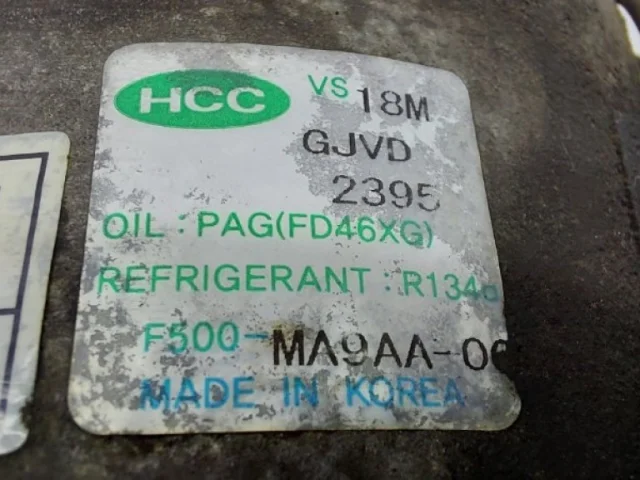 HCC VS 18M
GJVD
2395
OIL : PAG(FD46XG)
REFRIGERANT : R134a
F500-MA9AA-0
MADE IN KOREA